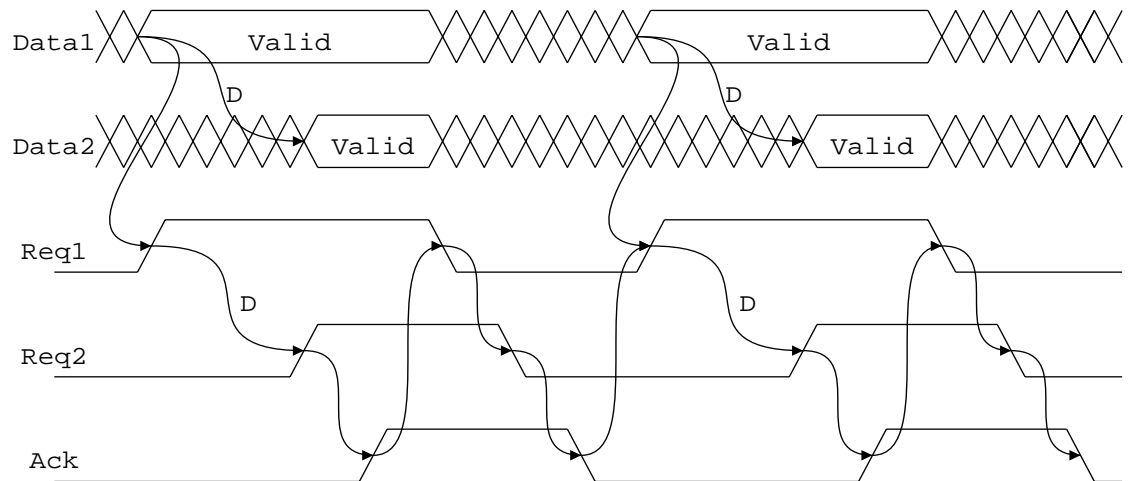 Data1 Valid Valid
D D
Data2 Valid Valid
Req1
D D
Req2
Ack